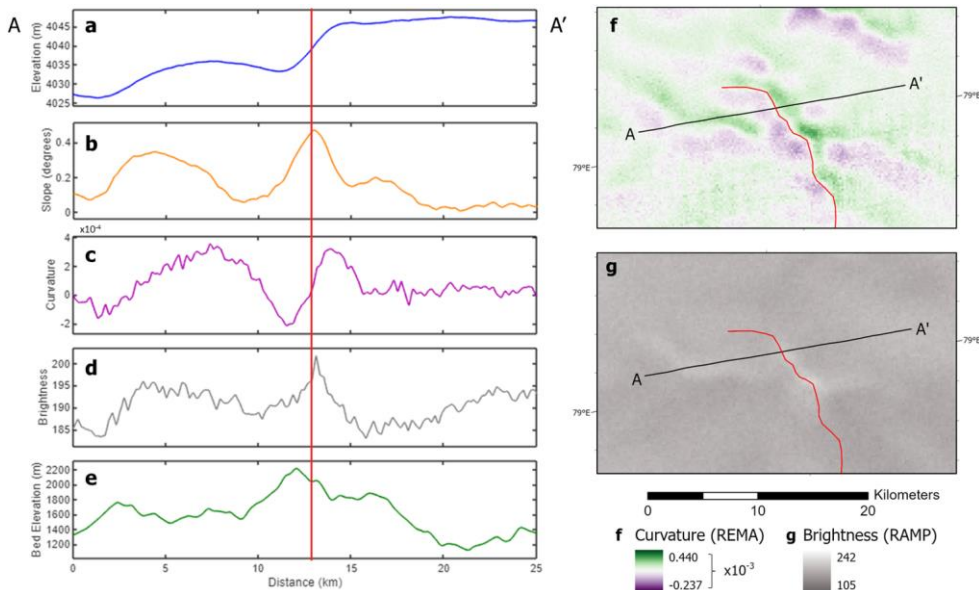 A
a
Elevation (m)
4045
4035
4025
b
Slope (degrees)
0.4
0.2
0
x10⁻⁴
c
Curvature
4
2
0
-2
d
Brightness
200
195
190
185
e
Bed Elevation (m)
2200
2000
1800
1600
1400
1200
0 5 10 15 20 25
Distance (km)
A′
f
A'
A
79°E
79°E
g
A'
A
79°E
79°E
Kilometers
0 10 20
f Curvature (REMA)
0.440
-0.237
x10⁻³
g Brightness (RAMP)
242
105